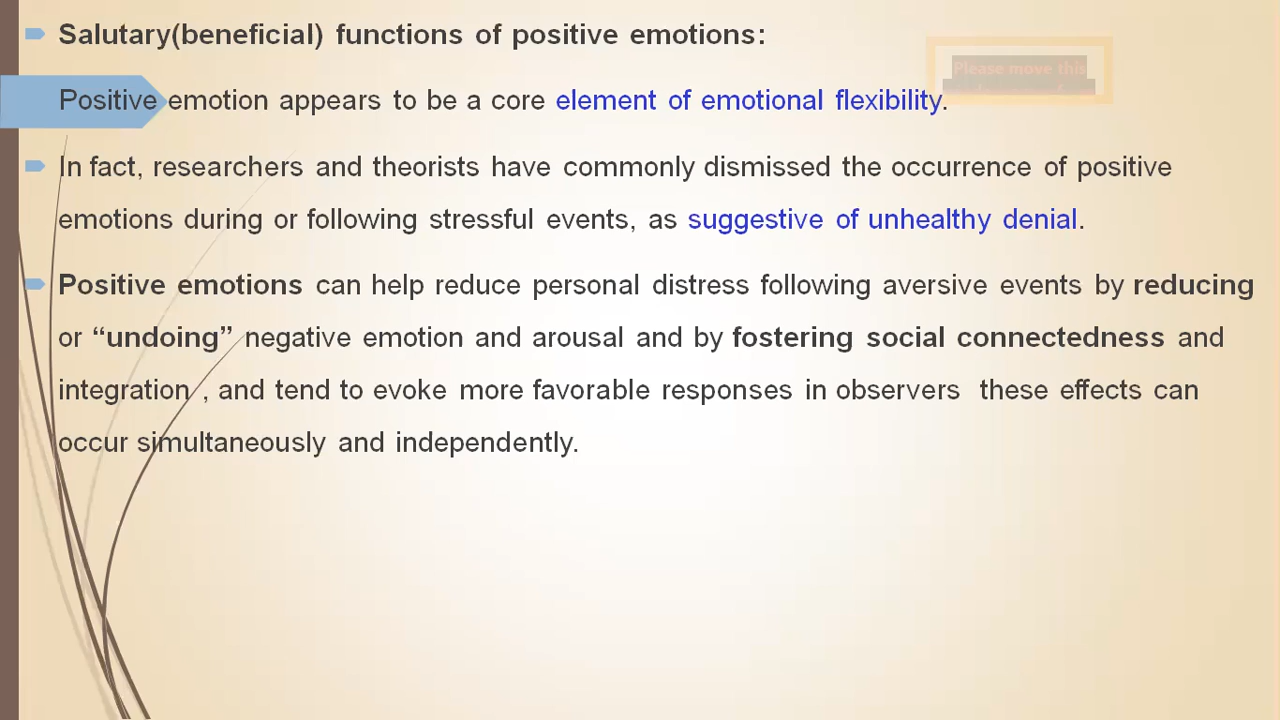 Salutary(beneficial) functions of positive emotions:
Please move this
Positive emotion appears to be a core element of emotional flexibility.
In fact, researchers and theorists have commonly dismissed the occurrence of positive
emotions during or following stressful events, as suggestive of unhealthy denial.
Positive emotions can help reduce personal distress following aversive events by reducing
or “undoing” negative emotion and arousal and by fostering social connectedness and
integration , and tend to evoke more favorable responses in observers these effects can
occur simultaneously and independently.